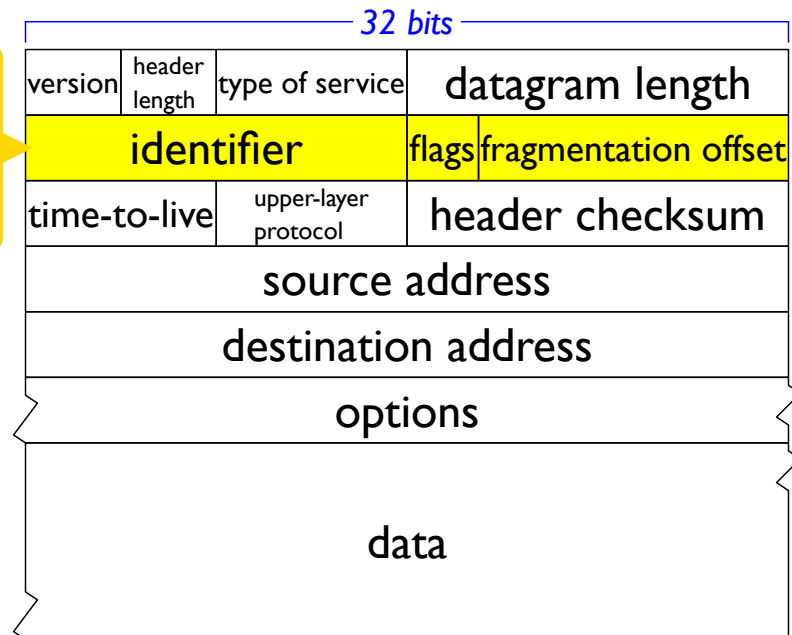 32 bits
version header length type of service datagram length
identifier flags fragmentation offset
time-to-live upper-layer protocol header checksum
source address
destination address
options
data